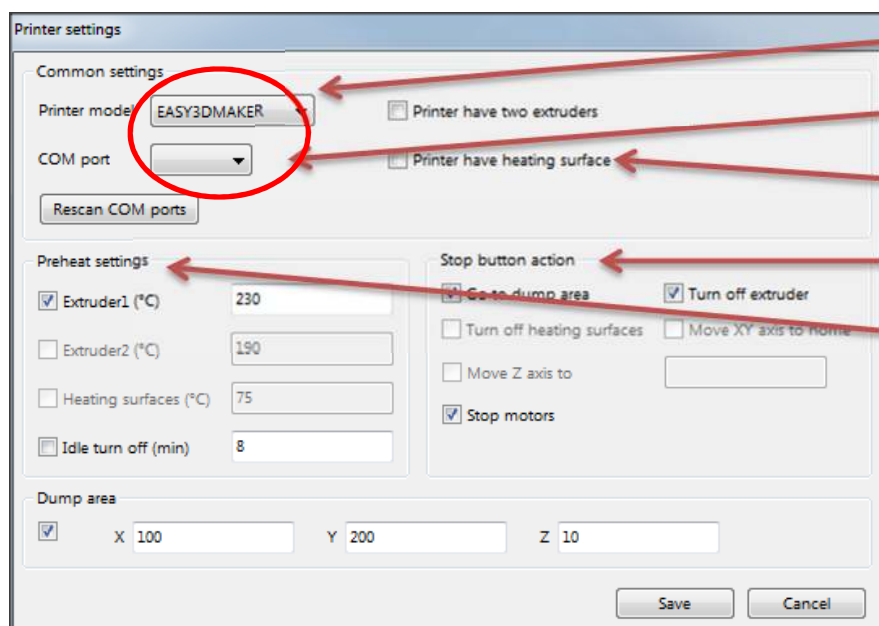 Printer settings
Common settings
Printer model EASY3DMAKER Printer have two extruders
COM port Printer have heating surface
Rescan COM ports
Preheat settings
Extruder1 (°C) 230
Extruder2 (°C) 190
Heating surfaces (°C) 75
Idle turn off (min) 8
Stop button action
Go to dump area Turn off extruder
Turn off heating surfaces Move XY axis to home
Move Z axis to
Stop motors
Dump area
X 100 Y 200 Z 10
Save Cancel